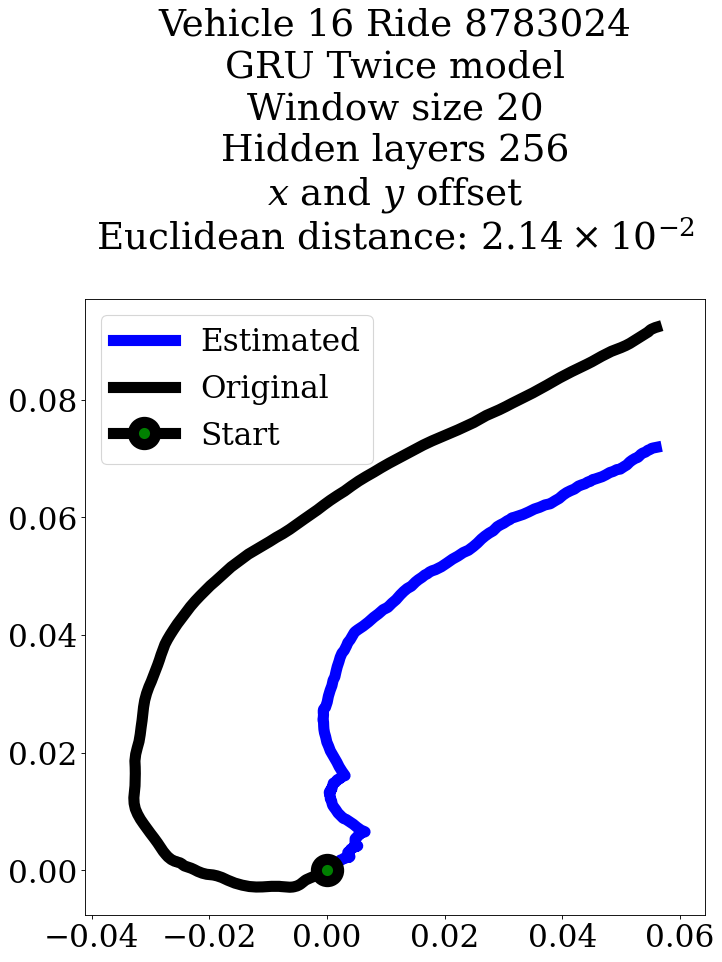 Vehicle 16 Ride 8783024
GRU Twice model
Window size 20
Hidden layers 256
x and y offset
Euclidean distance: 2.14 × 10⁻²
Estimated
Original
Start
0.08
0.06
0.04
0.02
0.00
−0.04 −0.02 0.00 0.02 0.04 0.06